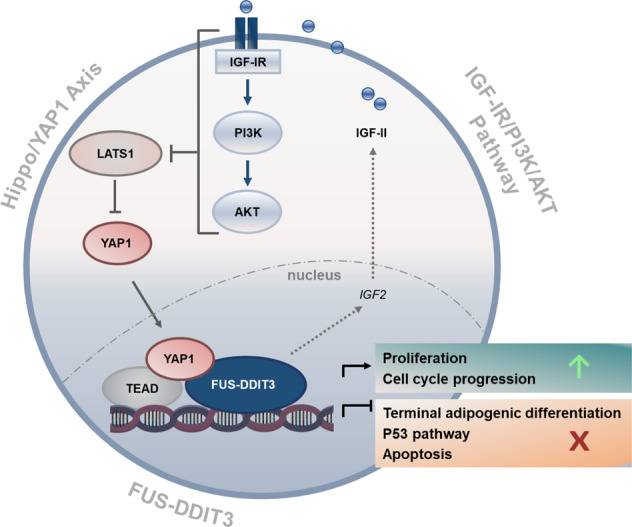 IGF-IR
Hippo/YAP1 Axis
IGF-IR/PI3K/AKT
Pathway
PI3K
IGF-II
LATS1
AKT
YAP1
nucleus
IGF2
YAP1
TEAD
FUS-DDIT3
Proliferation
Cell cycle progression
Terminal adipogenic differentiation
P53 pathway
X
Apoptosis
FUS-DDIT3